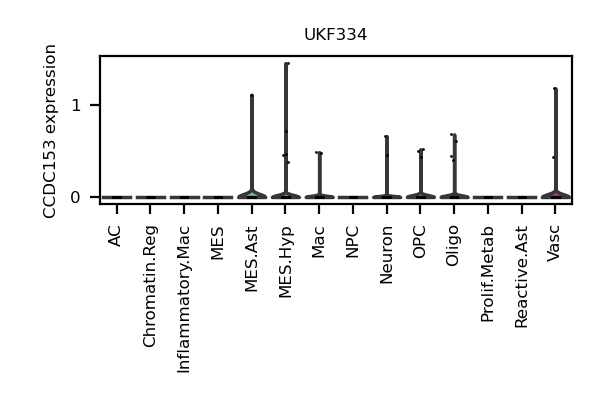 UKF334
CCDC153 expression
1
0
AC
Chromatin.Reg
Inflammatory.Mac
MES
MES.Ast
MES.Hyp
Mac
NPC
Neuron
OPC
Oligo
Prolif.Metab
Reactive.Ast
Vasc